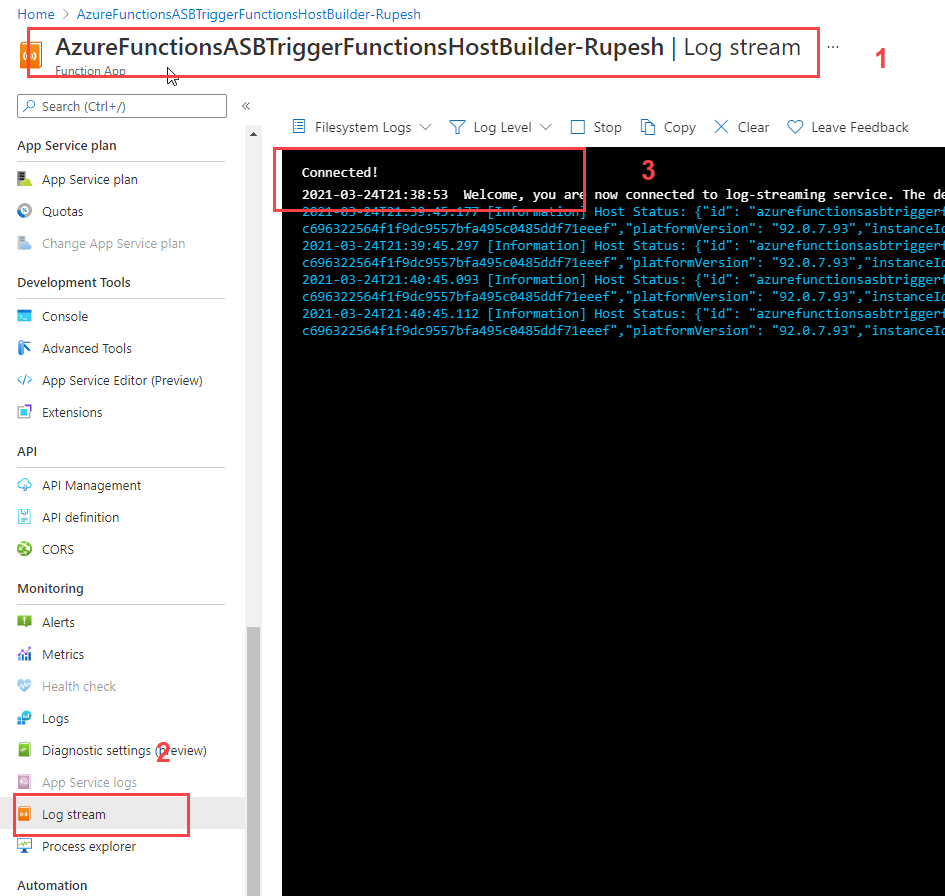 Home > AzureFunctionsASBTriggerFunctionsHostBuilder-Rupesh
AzureFunctionsASBTriggerFunctionsHostBuilder-Rupesh | Log stream ...
1
Function App
Search (Ctrl+/)
«
App Service plan
App Service plan
Quotas
Change App Service plan
Development Tools
Console
Advanced Tools
App Service Editor (Preview)
Extensions
API
API Management
API definition
CORS
Monitoring
Alerts
Metrics
Health check
Logs
Diagnostic settings (preview)
2
App Service logs
Log stream
Process explorer
Automation
Filesystem Logs Log Level Stop Copy Clear Leave Feedback
Connected!
3
2021-03-24T21:38:53 Welcome, you are now connected to log-streaming service. The de
2021-03-24T21:39:45.177 [Information] Host Status: {"id": "azurefunctionsasbtriggerf
c696322564f1f9dc9557bfa495c0485ddf71eeef","platformVersion": "92.0.7.93","instanceId
2021-03-24T21:39:45.297 [Information] Host Status: {"id": "azurefunctionsasbtriggerf
c696322564f1f9dc9557bfa495c0485ddf71eeef","platformVersion": "92.0.7.93","instanceId
2021-03-24T21:40:45.093 [Information] Host Status: {"id": "azurefunctionsasbtriggerf
c696322564f1f9dc9557bfa495c0485ddf71eeef","platformVersion": "92.0.7.93","instanceId
2021-03-24T21:40:45.112 [Information] Host Status: {"id": "azurefunctionsasbtriggerf
c696322564f1f9dc9557bfa495c0485ddf71eeef","platformVersion": "92.0.7.93","instanceId